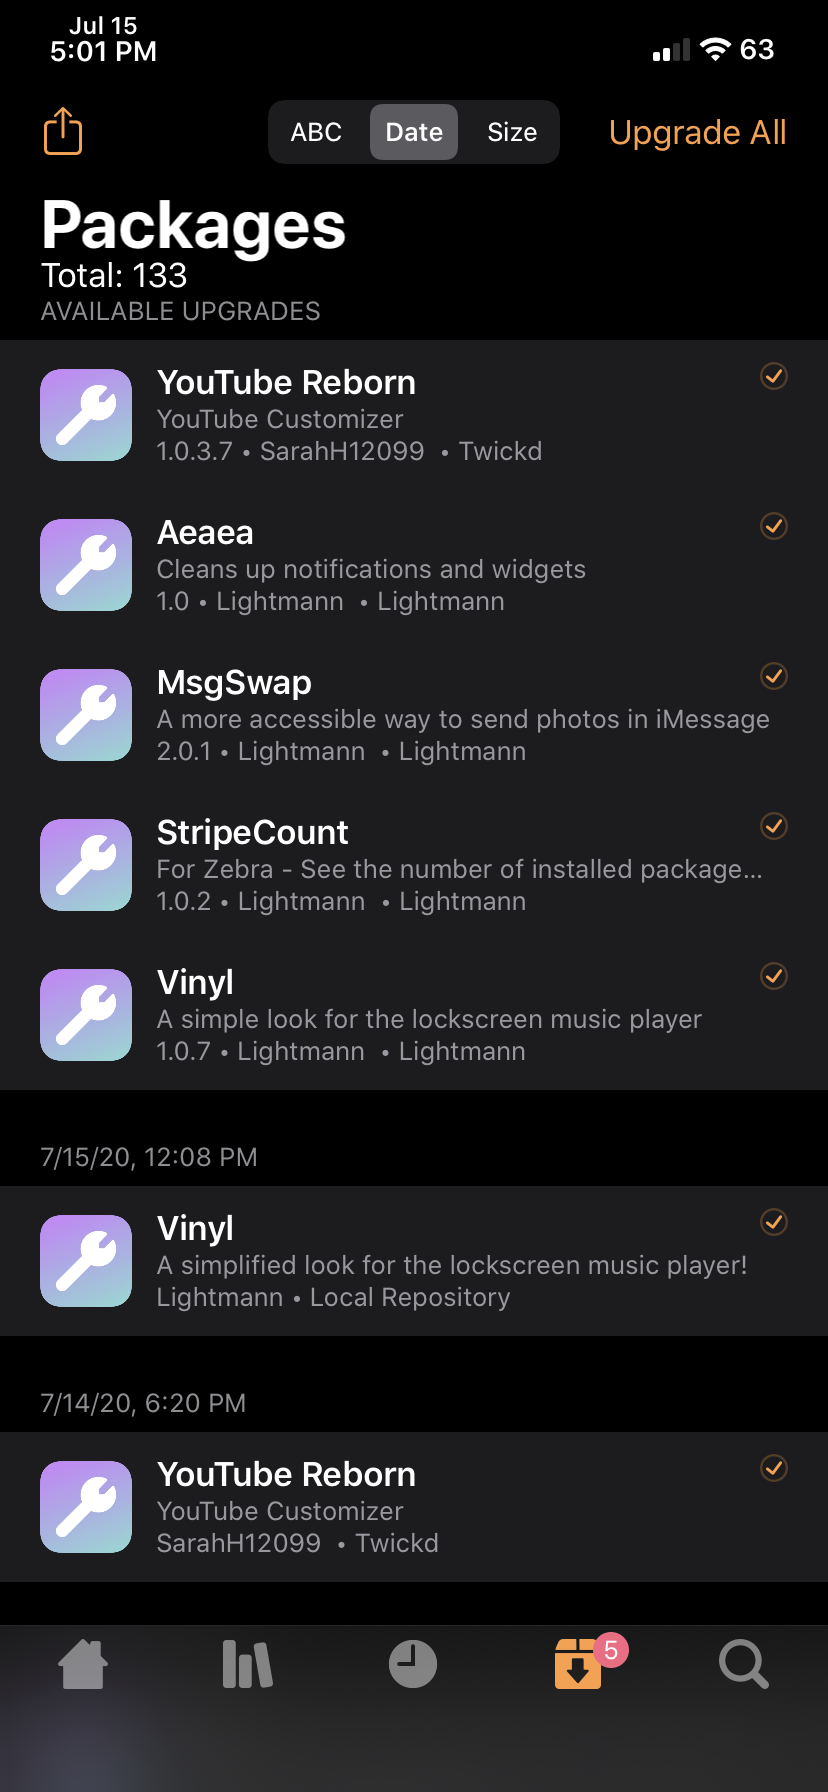 Jul 15
5:01 PM
63
ABC
Date
Size
Upgrade All
Packages
Total: 133
AVAILABLE UPGRADES
YouTube Reborn
YouTube Customizer
1.0.3.7 • SarahH12099 • Twickd
Aeaea
Cleans up notifications and widgets
1.0 • Lightmann • Lightmann
MsgSwap
A more accessible way to send photos in iMessage
2.0.1 • Lightmann • Lightmann
StripeCount
For Zebra - See the number of installed package...
1.0.2 • Lightmann • Lightmann
Vinyl
A simple look for the lockscreen music player
1.0.7 • Lightmann • Lightmann
7/15/20, 12:08 PM
Vinyl
A simplified look for the lockscreen music player!
Lightmann • Local Repository
7/14/20, 6:20 PM
YouTube Reborn
YouTube Customizer
SarahH12099 • Twickd
5